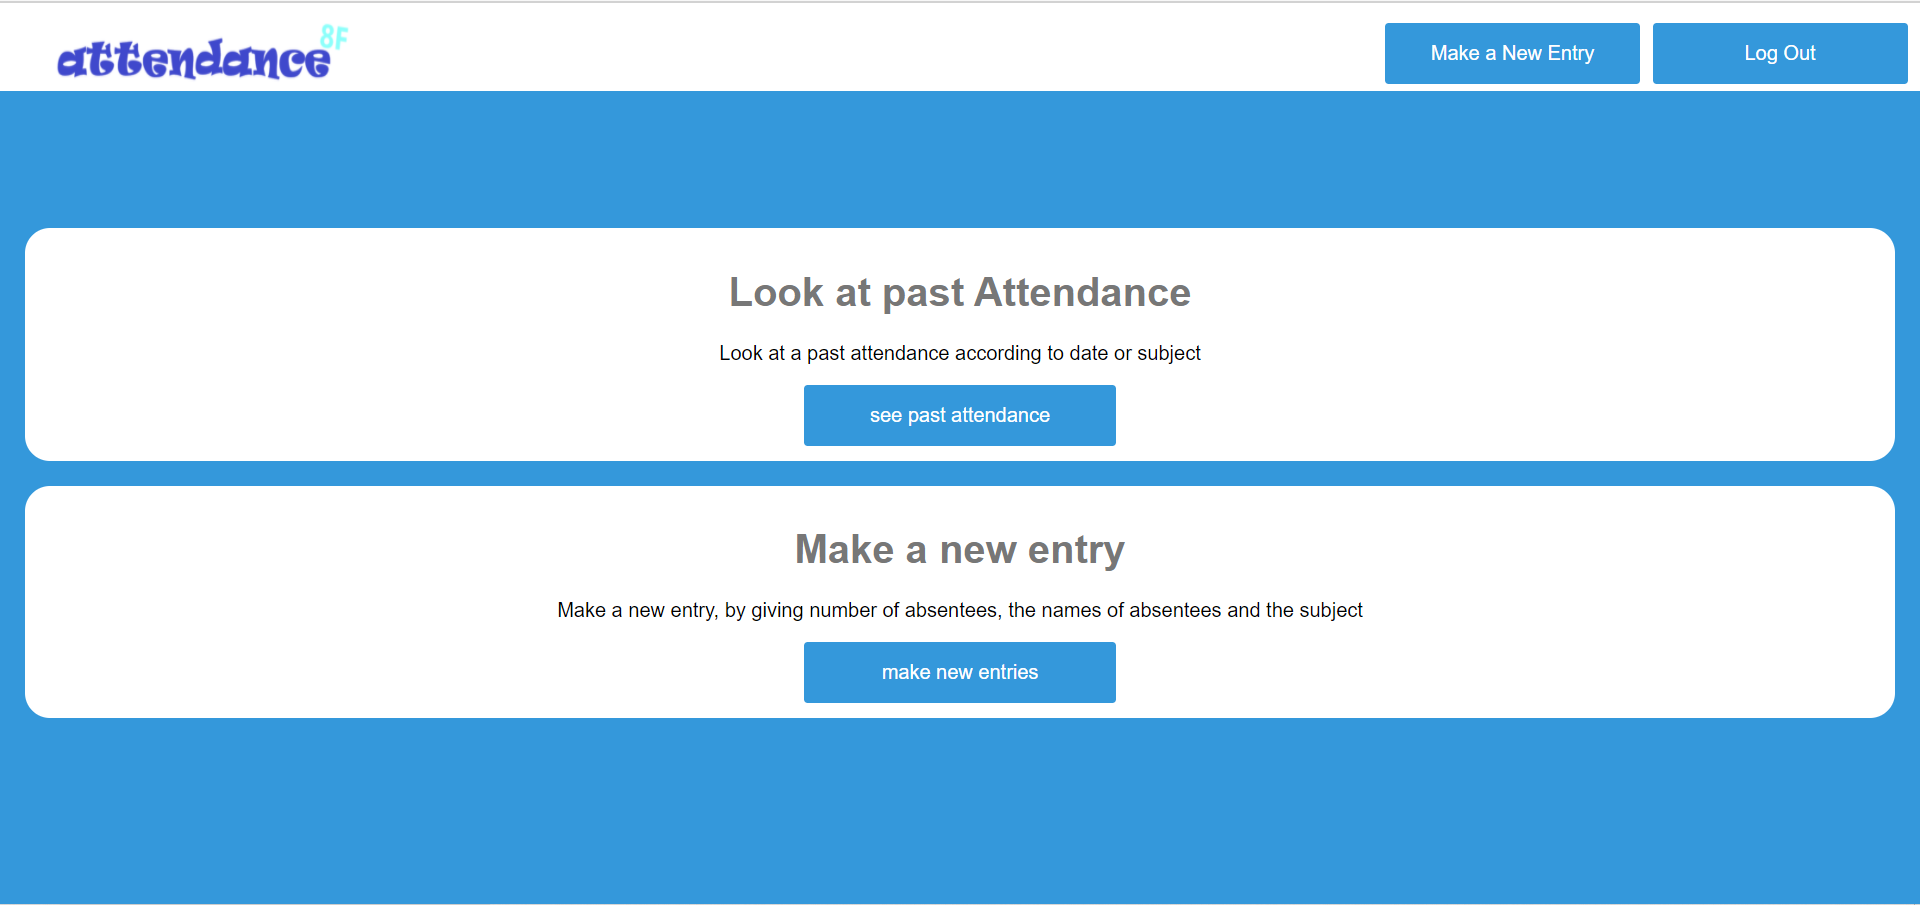 attendance 8F
Make a New Entry
Log Out
Look at past Attendance
Look at a past attendance according to date or subject
see past attendance
Make a new entry
Make a new entry, by giving number of absentees, the names of absentees and the subject
make new entries